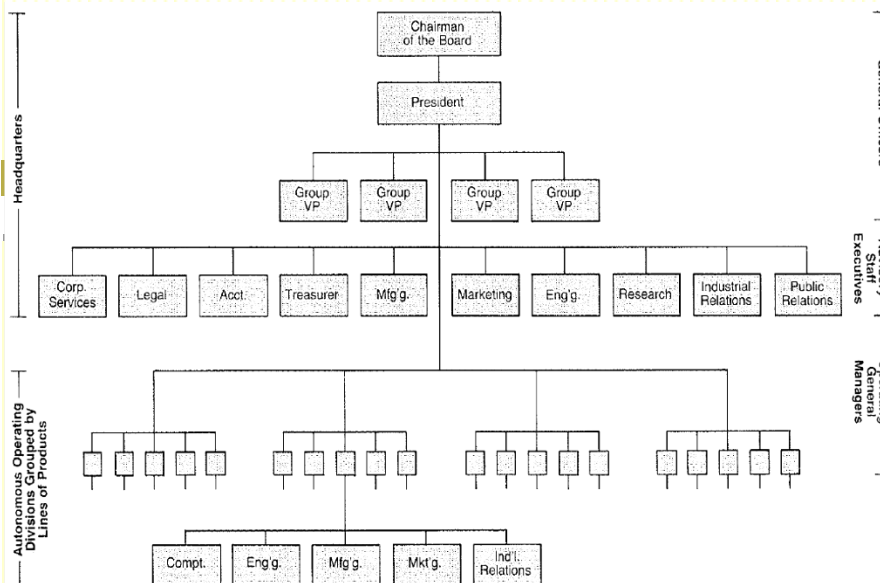 Chairman
of the Board
President
Headquarters
Group
VP
Group
VP
Group
VP
Group
VP
Staff
Executives
Corp.
Services
Legal
Acct.
Treasurer
Mfg'g.
Marketing
Eng'g.
Research
Industrial
Relations
Public
Relations
General
Managers
Autonomous Operating
Divisions Grouped by
Lines of Products
Compt.
Eng'g.
Mfg'g.
Mkt'g.
Ind'l.
Relations